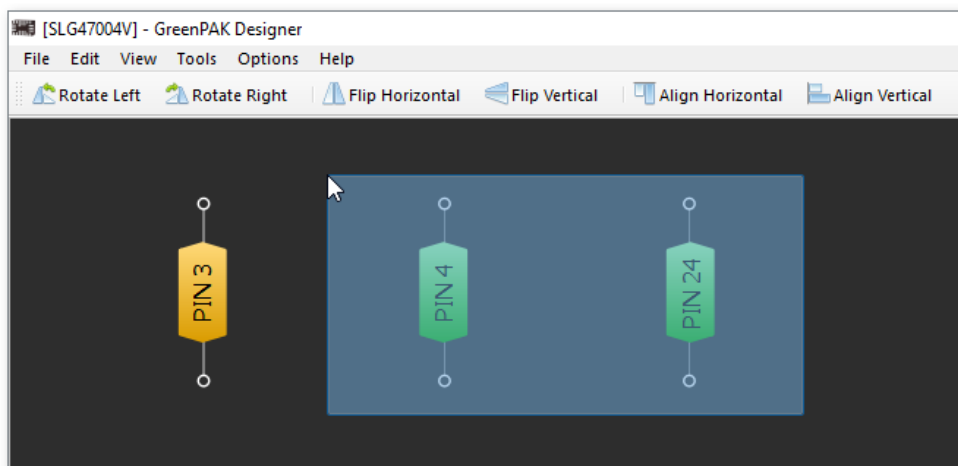 [SLG47004V] - GreenPAK Designer
File Edit View Tools Options Help
Rotate Left Rotate Right Flip Horizontal Flip Vertical Align Horizontal Align Vertical
PIN 3 PIN 4 PIN 24